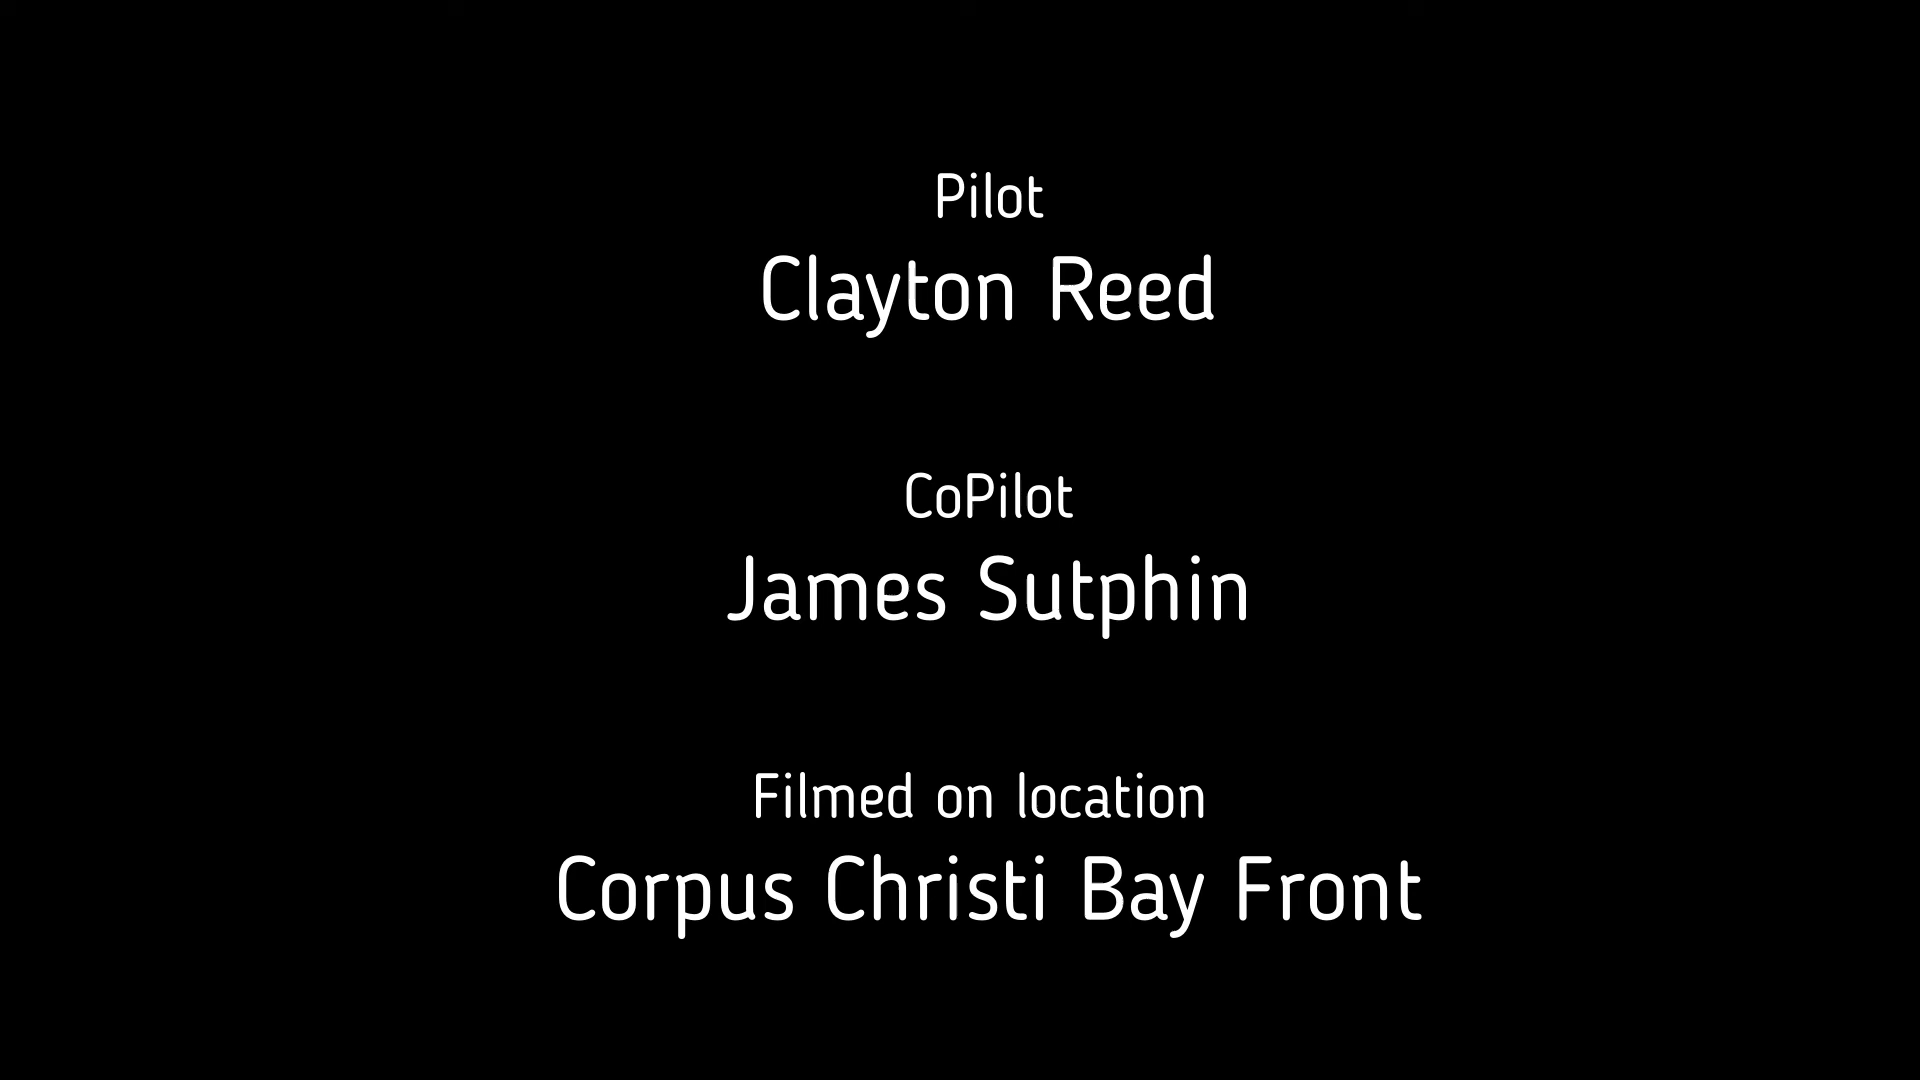 Pilot
Clayton Reed
CoPilot
James Sutphin
Filmed on location
Corpus Christi Bay Front